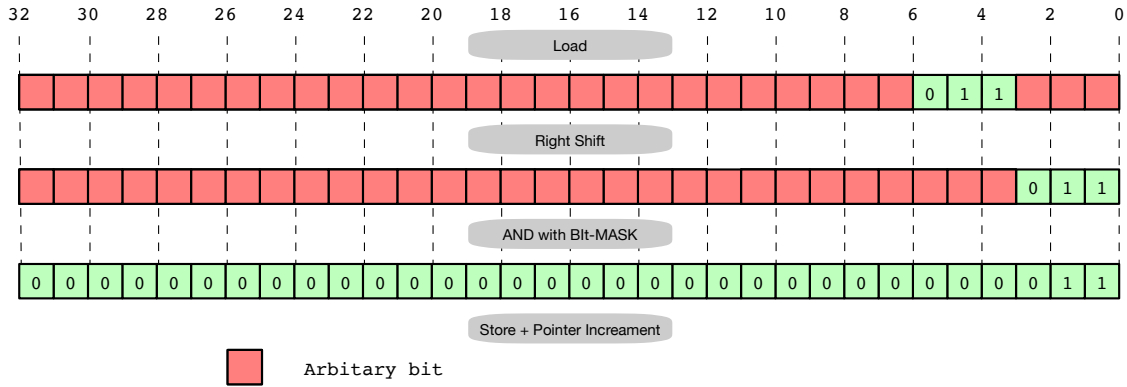 32 30 28 26 24 22 20 18 16 14 12 10 8 6 4 2 0
Load
0 1 1
Right Shift
0 1 1
AND with BIt-MASK
0 0 0 0 0 0 0 0 0 0 0 0 0 0 0 0 0 0 0 0 0 0 0 0 0 0 0 0 0 0 1 1
Store + Pointer Increament
Arbitary bit